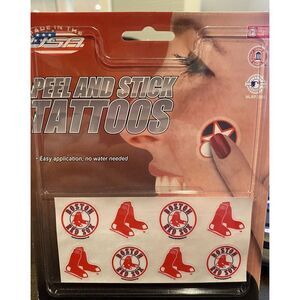 MADE IN THE
USA
PEEL AND STICK
TATTOOS
• Easy application, no water needed
BOSTON
RED SOX
BOSTON
RED SOX
BOSTON
RED SOX
BOSTON
RED SOX